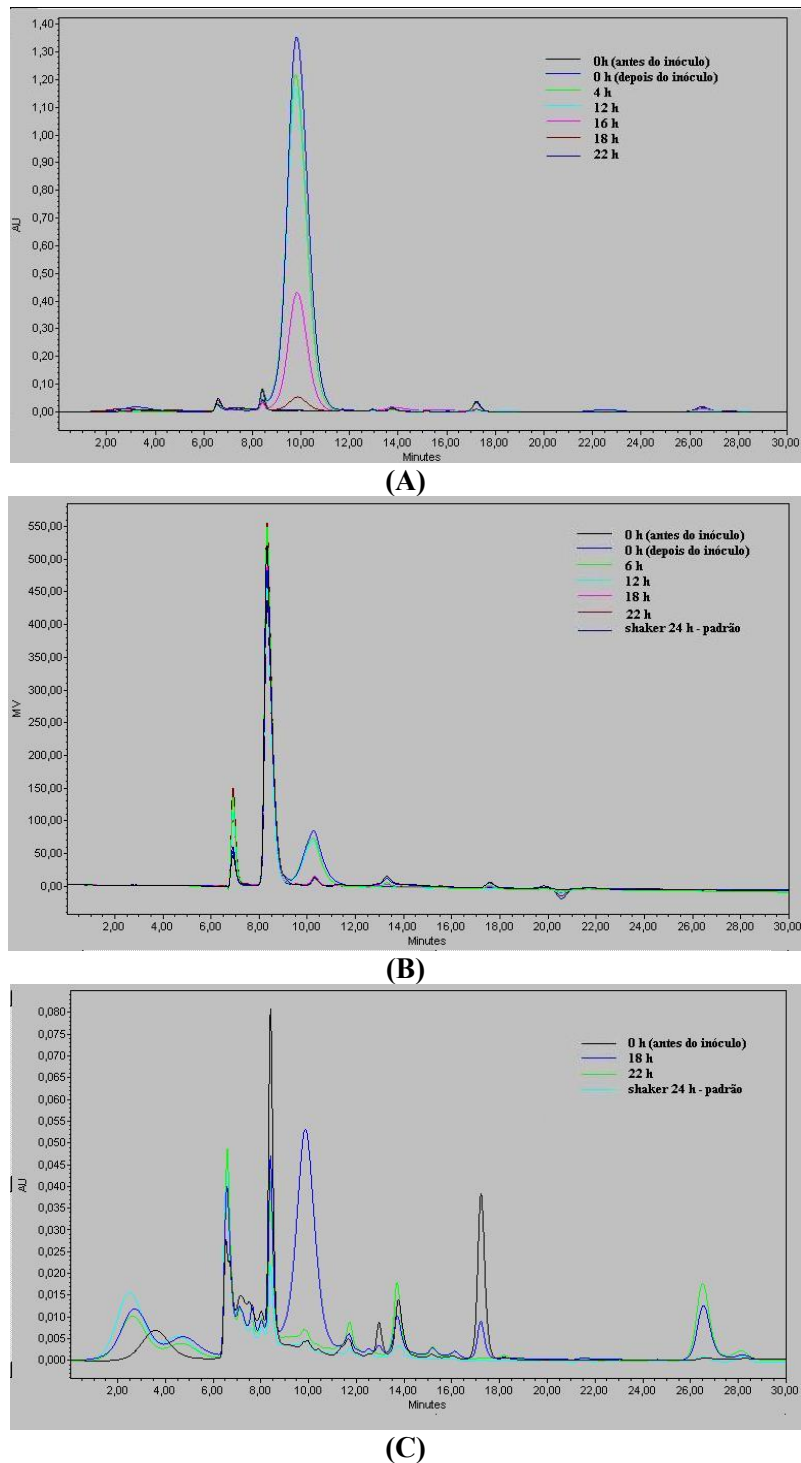 1,40
1,30
1,20
1,10
1,00
0,90
0,80
0,70
0,60
0,50
0,40
0,30
0,20
0,10
0,00
AU
0h (antes do inóculo)
0 h (depois do inóculo)
4 h
12 h
16 h
18 h
22 h
2,00 4,00 6,00 8,00 10,00 12,00 14,00 16,00 18,00 20,00 22,00 24,00 26,00 28,00 30,00
Minutes
(A)
550,00
500,00
450,00
400,00
350,00
300,00
250,00
200,00
150,00
100,00
50,00
0,00
MV
0 h (antes do inóculo)
0 h (depois do inóculo)
6 h
12 h
18 h
22 h
shaker 24 h - padrão
2,00 4,00 6,00 8,00 10,00 12,00 14,00 16,00 18,00 20,00 22,00 24,00 26,00 28,00 30,00
Minutes
(B)
0,080
0,075
0,070
0,065
0,060
0,055
0,050
0,045
0,040
0,035
0,030
0,025
0,020
0,015
0,010
0,005
0,000
AU
0 h (antes do inóculo)
18 h
22 h
shaker 24 h - padrão
2,00 4,00 6,00 8,00 10,00 12,00 14,00 16,00 18,00 20,00 22,00 24,00 26,00 28,00 30,00
Minutes
(C)